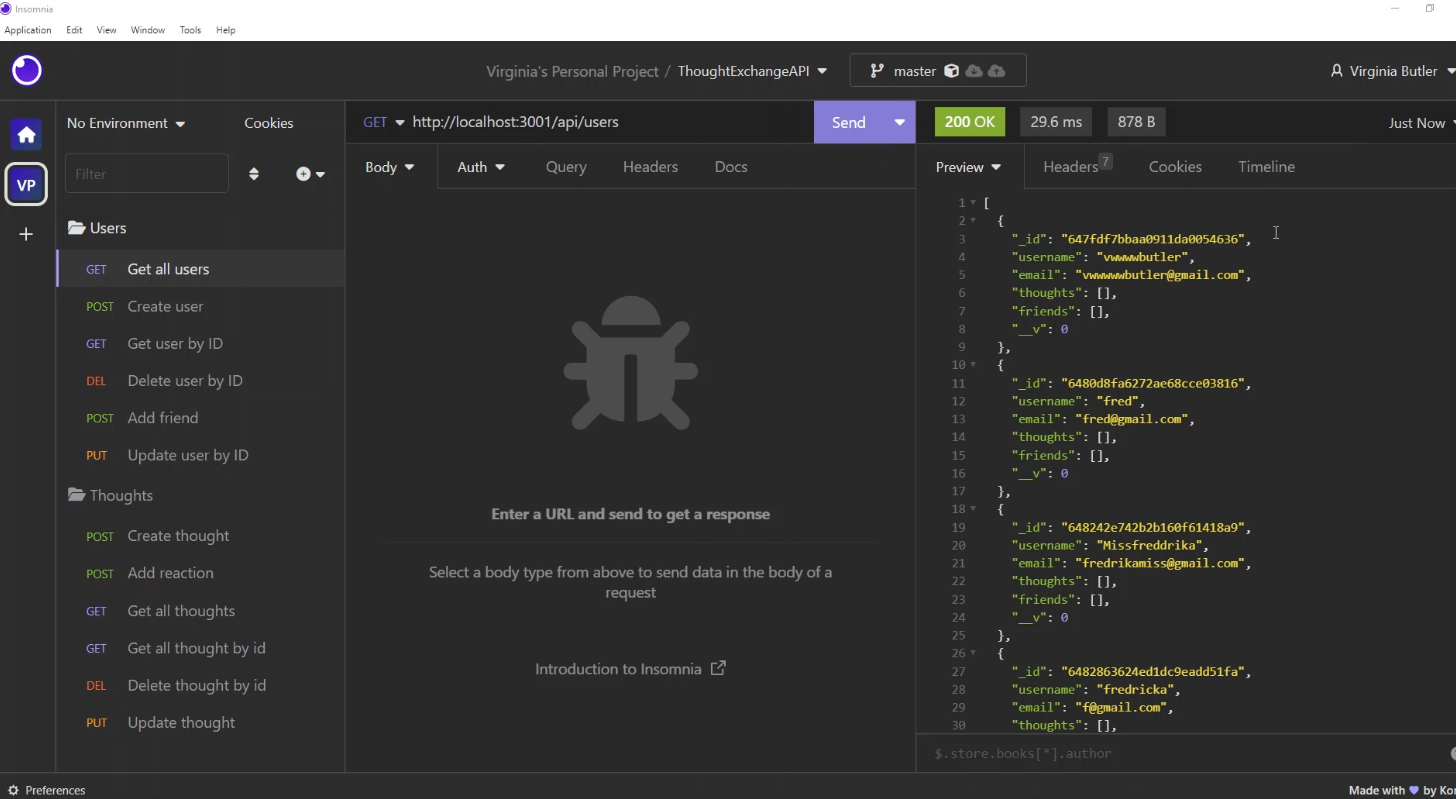 Insomnia
Application Edit View Window Tools Help
Virginia's Personal Project / ThoughtExchangeAPI master Virginia Butler
No Environment Cookies
GET http://localhost:3001/api/users Send 200 OK 29.6 ms 878 B Just Now
VP
Filter
Body Auth Query Headers Docs
Preview Headers 7 Cookies Timeline
Users
GET Get all users
POST Create user
GET Get user by ID
DEL Delete user by ID
POST Add friend
PUT Update user by ID
Thoughts
POST Create thought
POST Add reaction
GET Get all thoughts
GET Get all thought by id
DEL Delete thought by id
PUT Update thought
Enter a URL and send to get a response
Select a body type from above to send data in the body of a
request
Introduction to Insomnia
1 [
2 {
3 "_id": "647fdf7bbaa0911da0054636",
4 "username": "vwwwwbutler",
5 "email": "vwwwwwbutler@gmail.com",
6 "thoughts": [],
7 "friends": [],
8 "__v": 0
9 },
10 {
11 "_id": "6480d8fa6272ae68cce03816",
12 "username": "fred",
13 "email": "fred@gmail.com",
14 "thoughts": [],
15 "friends": [],
16 "__v": 0
17 },
18 {
19 "_id": "648242e742b2b160f61418a9",
20 "username": "Missfreddrika",
21 "email": "fredrikamiss@gmail.com",
22 "thoughts": [],
23 "friends": [],
24 "__v": 0
25 },
26 {
27 "_id": "6482863624ed1dc9eadd51fa",
28 "username": "fredricka",
29 "email": "f@gmail.com",
30 "thoughts": [],
$.store.books[*].author
Preferences
Made with by Ko